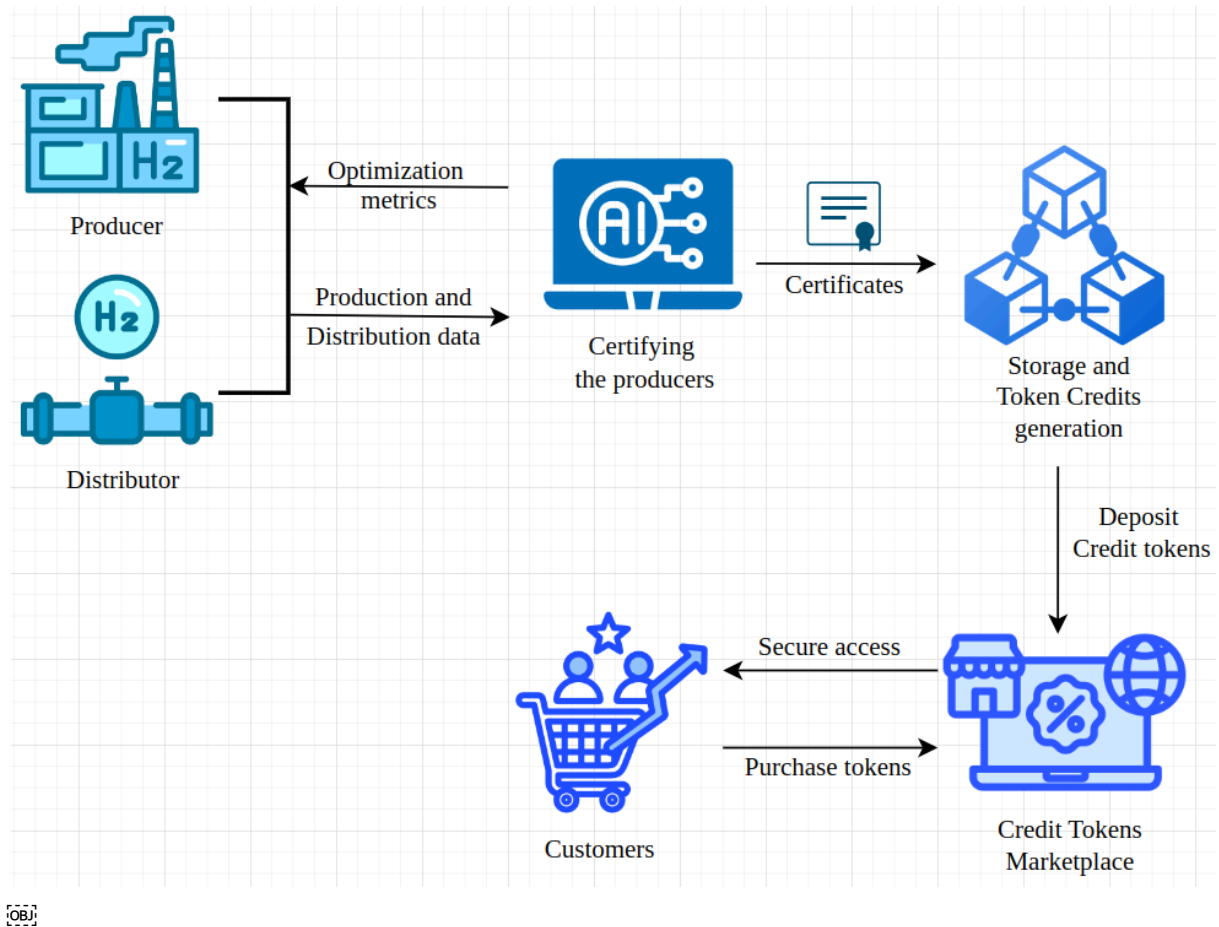 H2
Producer
H2
Distributor
Optimization
metrics
Production and
Distribution data
AI
Certifying
the producers
Certificates
Storage and
Token Credits
generation
Deposit
Credit tokens
Secure access
Purchase tokens
%
Customers
Credit Tokens
Marketplace
OBJ